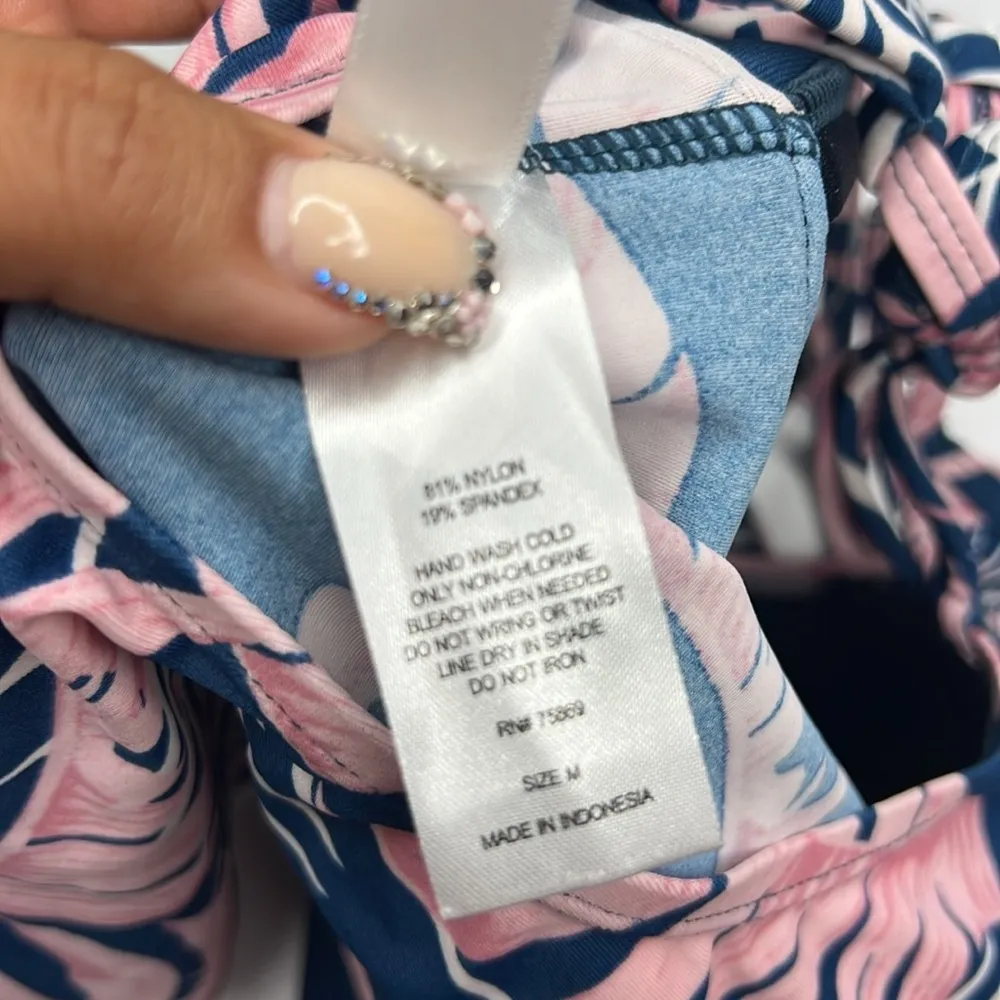 81% NYLON
19% SPANDEX
HAND WASH COLD
ONLY NON-CHLORINE
BLEACH WHEN NEEDED
DO NOT WRING OR TWIST
LINE DRY IN SHADE
DO NOT IRON
RN# 75869
SIZE M
MADE IN INDONESIA